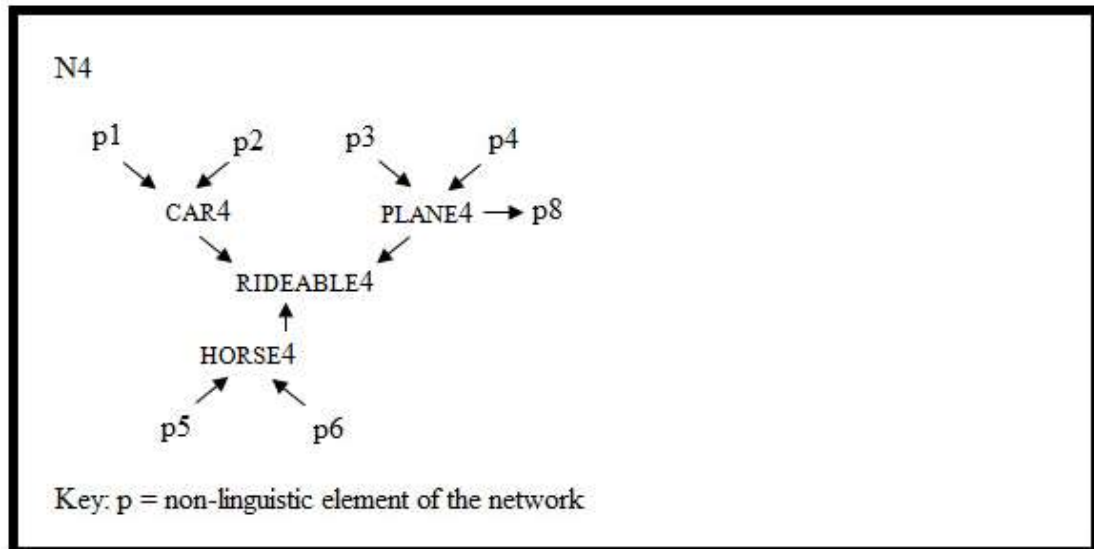 N4
p1 p2 p3 p4
CAR4 PLANE4 p8
RIDEABLE4
HORSE4
p5 p6
Key: p = non-linguistic element of the network